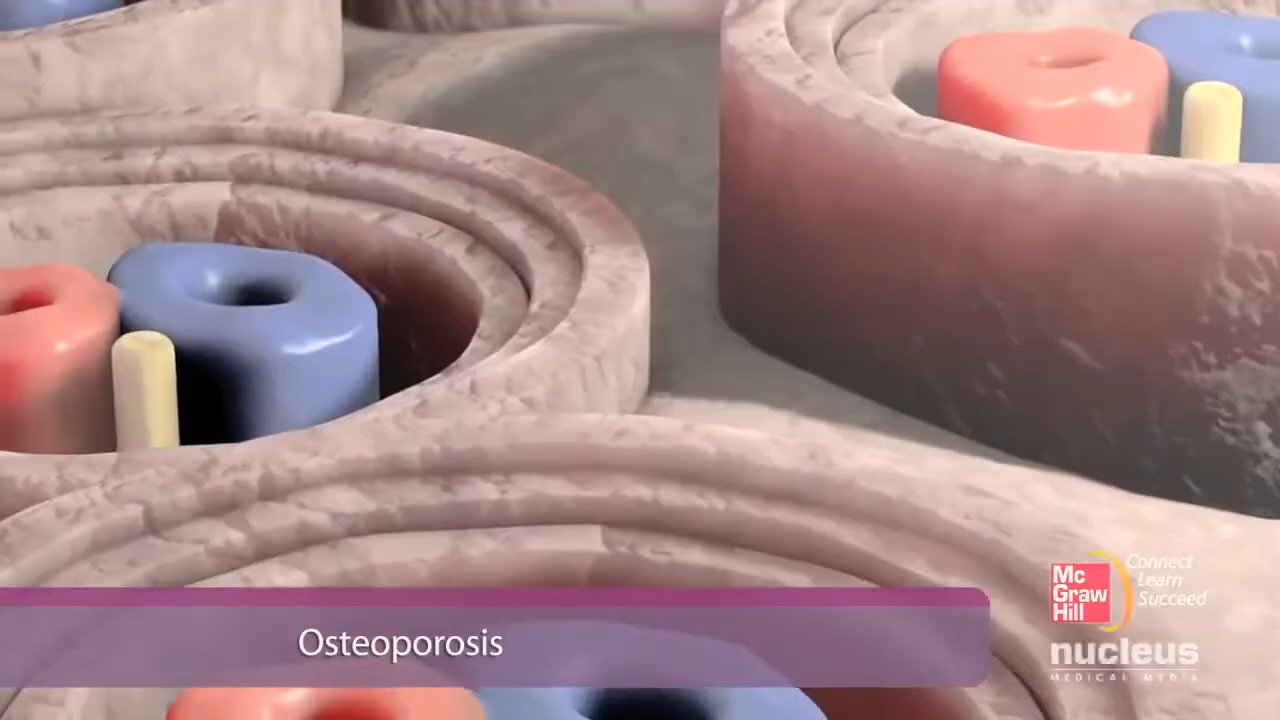 Osteoporosis
Mc
Graw
Hill
Connect
Learn
Succeed
nucleus
MEDICAL MEDIA